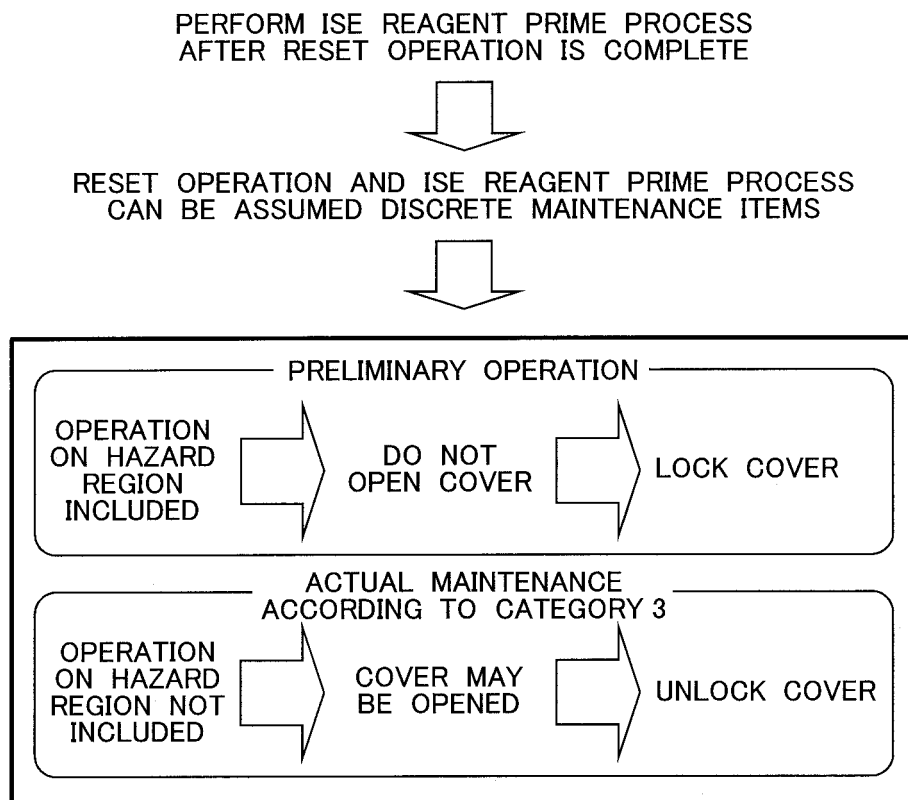 PERFORM ISE REAGENT PRIME PROCESS
AFTER RESET OPERATION IS COMPLETE
RESET OPERATION AND ISE REAGENT PRIME PROCESS
CAN BE ASSUMED DISCRETE MAINTENANCE ITEMS
PRELIMINARY OPERATION
OPERATION
ON HAZARD
REGION
INCLUDED
DO NOT
OPEN COVER
LOCK COVER
ACTUAL MAINTENANCE
ACCORDING TO CATEGORY 3
OPERATION
ON HAZARD
REGION NOT
INCLUDED
COVER MAY
BE OPENED
UNLOCK COVER